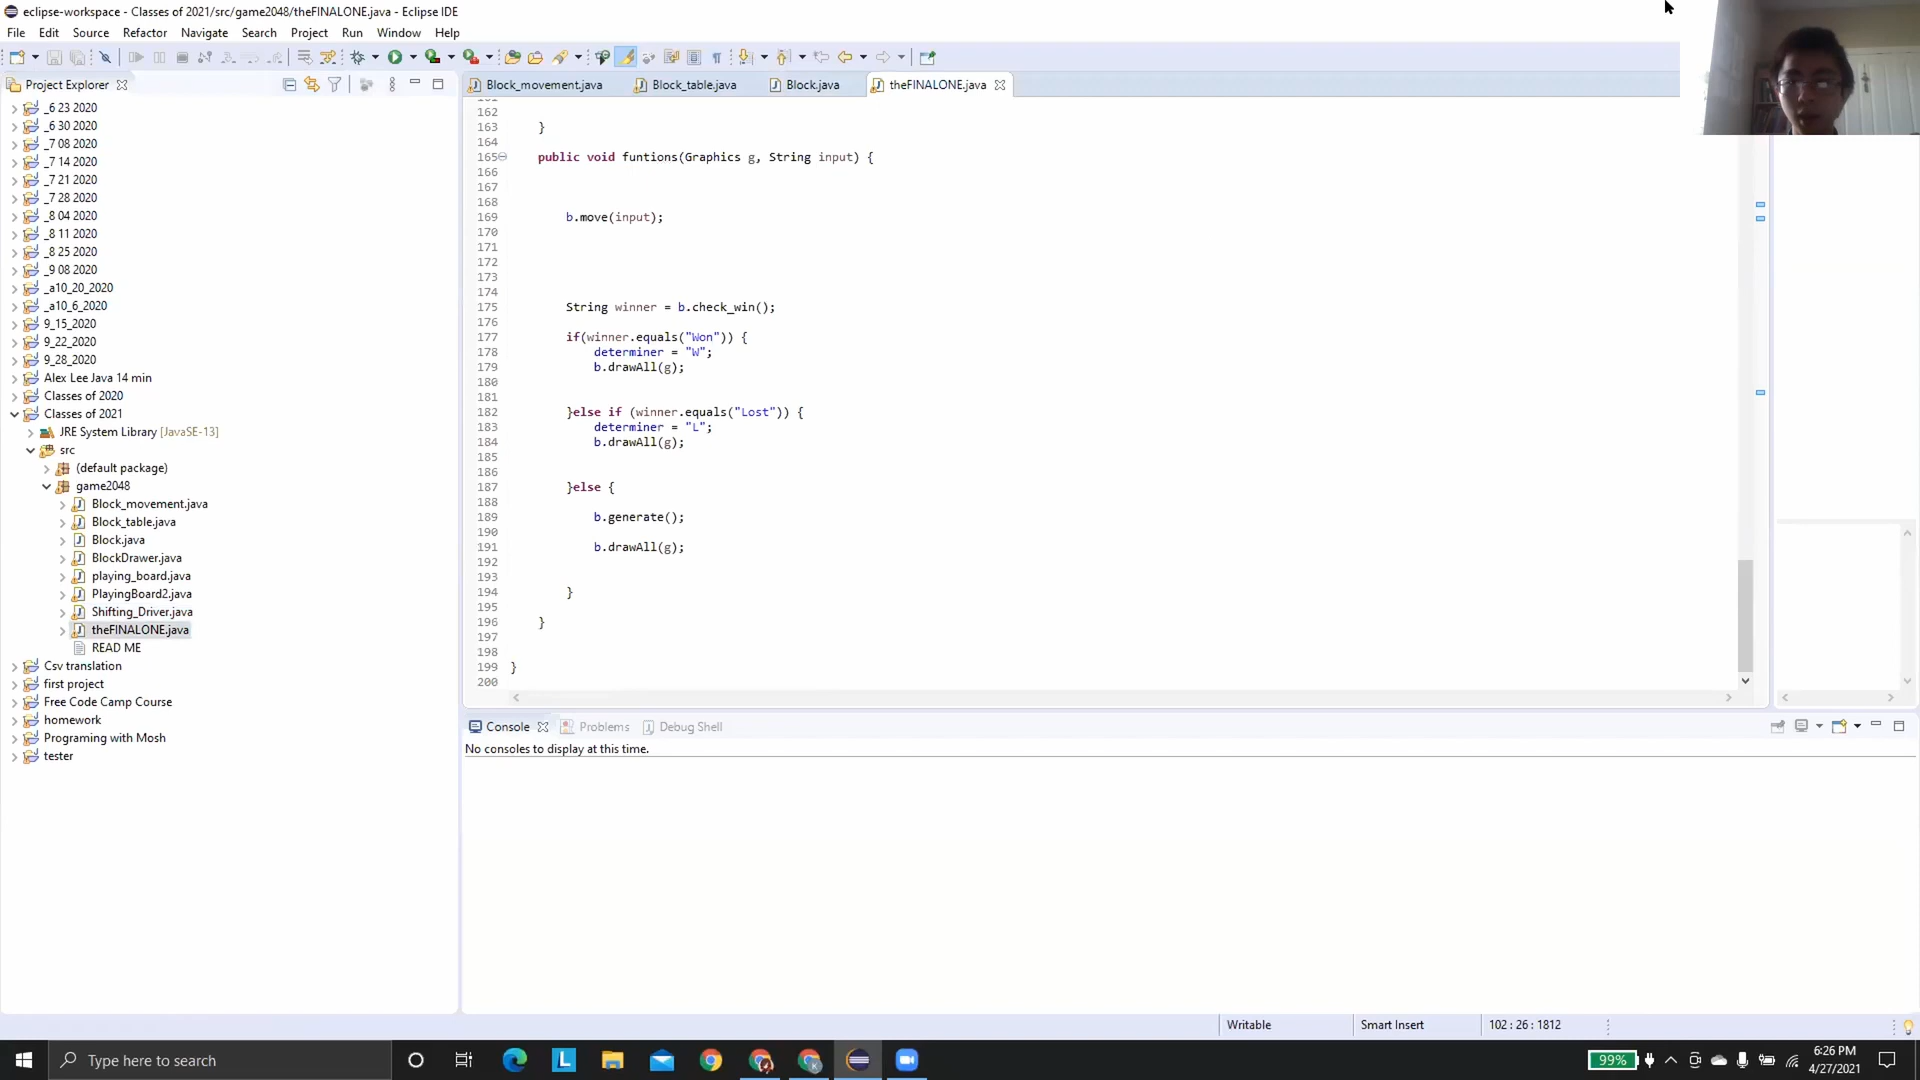 eclipse-workspace - Classes of 2021/src/game2048/theFINALONE.java - Eclipse IDE
File Edit Source Refactor Navigate Search Project Run Window Help
Project Explorer
Block_movement.java Block_table.java Block.java theFINALONE.java
_6 23 2020
_6 30 2020
_7 08 2020
_7 14 2020
_7 21 2020
_7 28 2020
_8 04 2020
_8 11 2020
_8 25 2020
_9 08 2020
_a10_20_2020
_a10_6_2020
9_15_2020
9_22_2020
9_28_2020
Alex Lee Java 14 min
Classes of 2020
Classes of 2021
JRE System Library [JavaSE-13]
src
(default package)
game2048
Block_movement.java
Block_table.java
Block.java
BlockDrawer.java
playing_board.java
PlayingBoard2.java
Shifting_Driver.java
theFINALONE.java
READ ME
Csv translation
first project
Free Code Camp Course
homework
Programing with Mosh
tester
162
163 }
164
165 public void funtions(Graphics g, String input) {
166
167
168
169 b.move(input);
170
171
172
173
174
175 String winner = b.check_win();
176
177 if(winner.equals("Won")) {
178 determiner = "W";
179 b.drawAll(g);
180
181
182 }else if (winner.equals("Lost")) {
183 determiner = "L";
184 b.drawAll(g);
185
186
187 }else {
188
189 b.generate();
190
191 b.drawAll(g);
192
193
194 }
195
196 }
197
198
199 }
200
Console Problems Debug Shell
No consoles to display at this time.
Writable Smart Insert 102 : 26 : 1812
Type here to search
99%
6:26 PM
4/27/2021